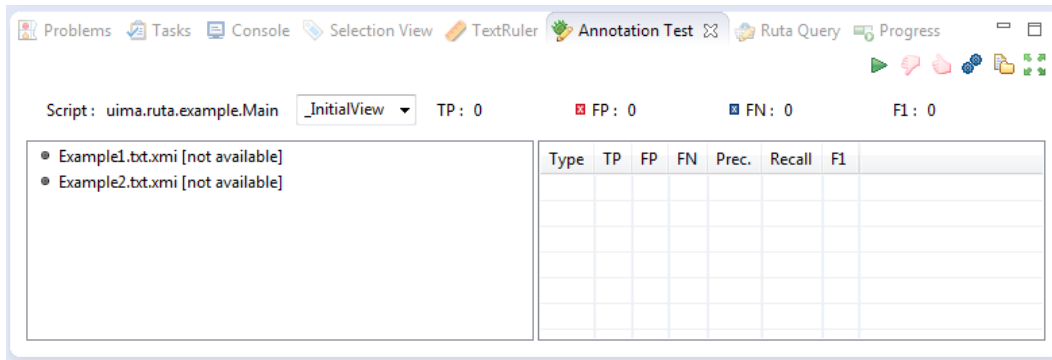 Problems Tasks Console Selection View TextRuler Annotation Test Ruta Query Progress
Script : uima.ruta.example.Main _InitialView TP : 0 FP : 0 FN : 0 F1 : 0
Example1.txt.xmi [not available]
Example2.txt.xmi [not available]
Type TP FP FN Prec. Recall F1